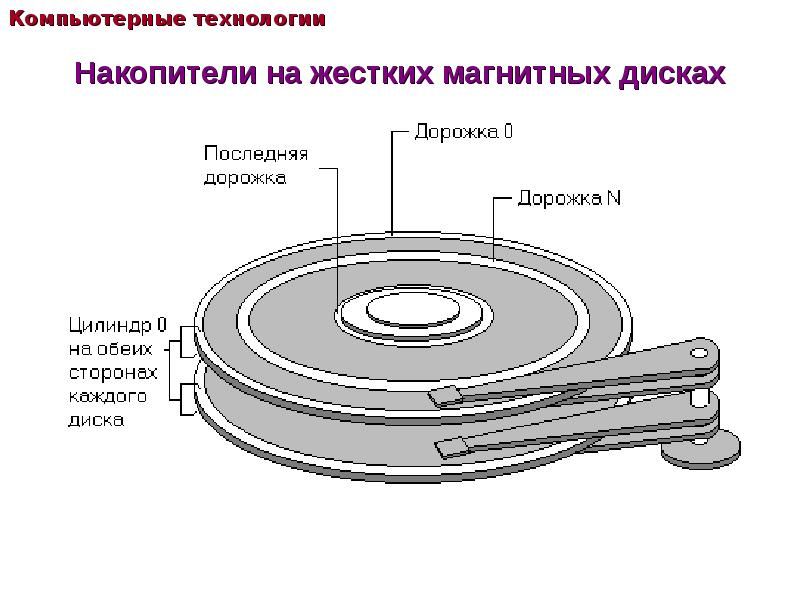 Компьютерные технологии
Накопители на жестких магнитных дисках
Дорожка 0
Последняя
дорожка
Дорожка N
Цилиндр 0
на обеих
сторонах
каждого
диска